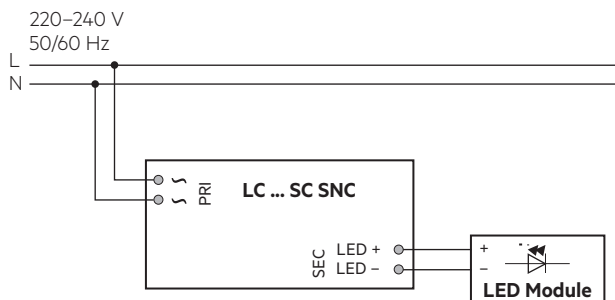 220–240 V
50/60 Hz
L
N
~
~
PRI
LC ... SC SNC
SEC
LED +
LED –
+
–
LED Module